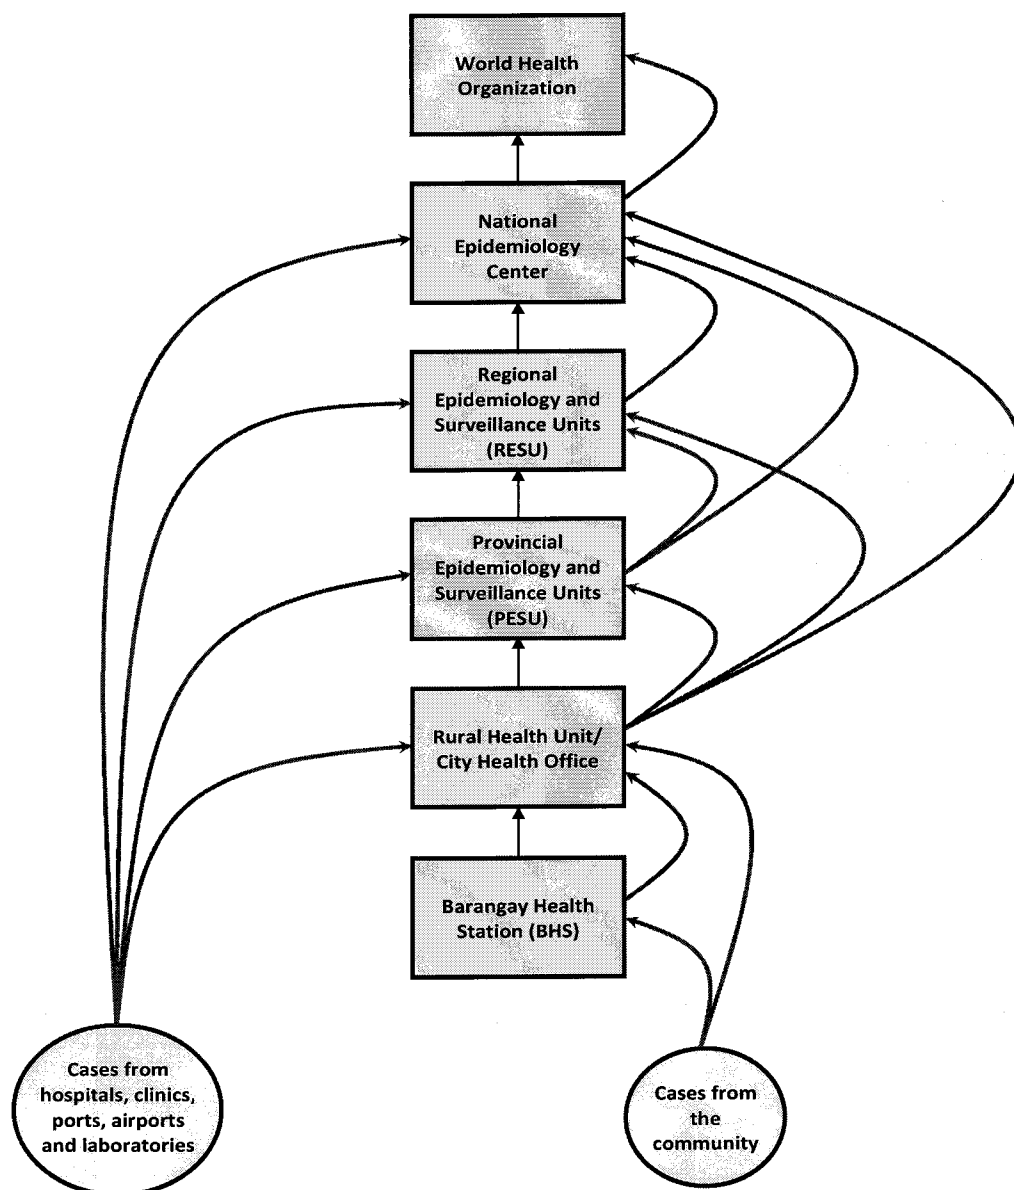 World Health
Organization
National
Epidemiology
Center
Regional
Epidemiology and
Surveillance Units
(RESU)
Provincial
Epidemiology and
Surveillance Units
(PESU)
Rural Health Unit/
City Health Office
Barangay Health
Station (BHS)
Cases from
hospitals, clinics,
ports, airports
and laboratories
Cases from
the
community